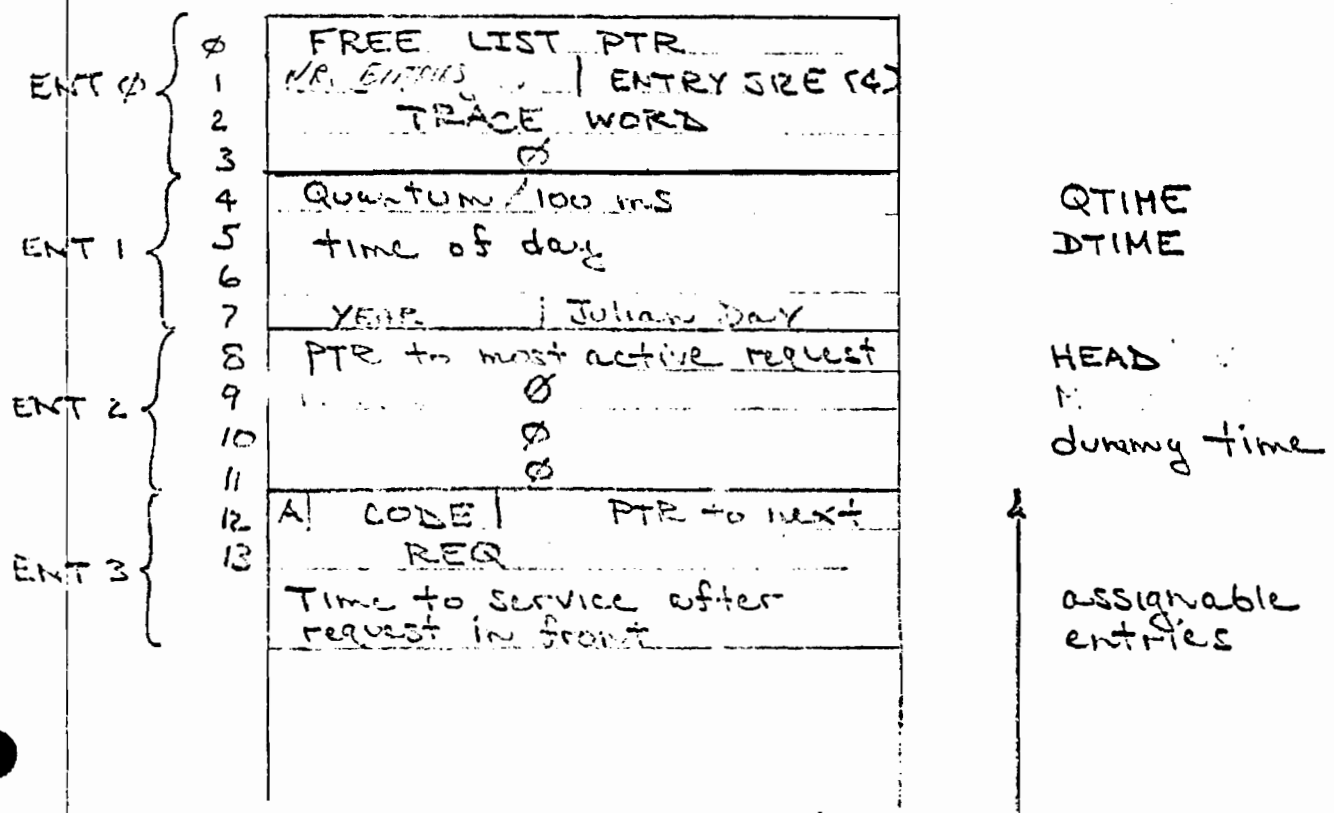 Ø FREE LIST PTR
ENT Ø 1 NR. ENTRIES | ENTRY SIZE (4)
2 TRACE WORD
3 Ø
4 Quantum / 100 ms QTIME
ENT 1 5 time of day DTIME
6
7 YEAR | Julian Day
8 PTR to most active request HEAD
ENT 2 9 Ø
10 Ø dummy time
11 Ø
12 A| CODE | PTR to next
13 REQ
ENT 3
Time to service after assignable
request in front entries